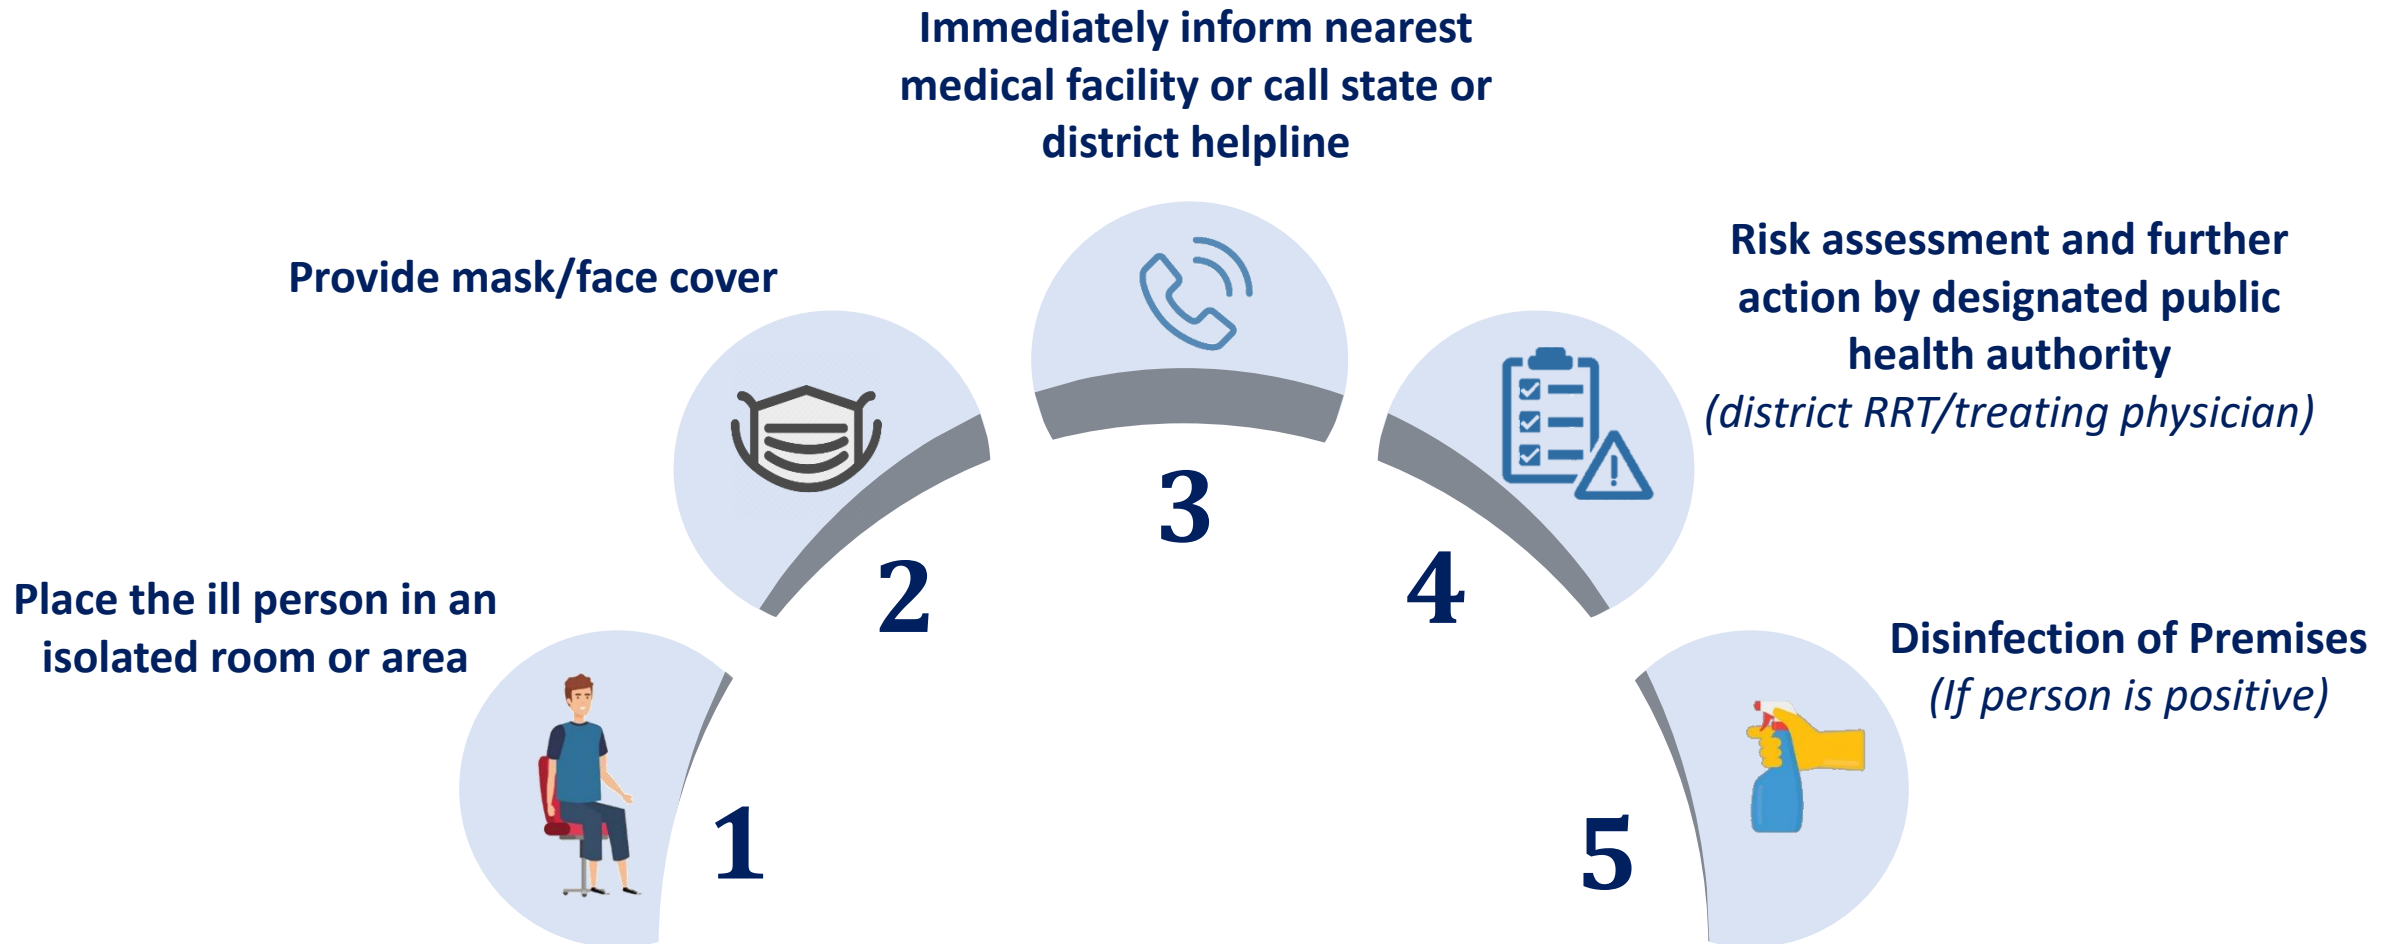 Place the ill person in an
isolated room or area
1
Provide mask/face cover
2
Immediately inform nearest
medical facility or call state or
district helpline
3
Risk assessment and further
action by designated public
health authority
(district RRT/treating physician)
4
Disinfection of Premises
(If person is positive)
5